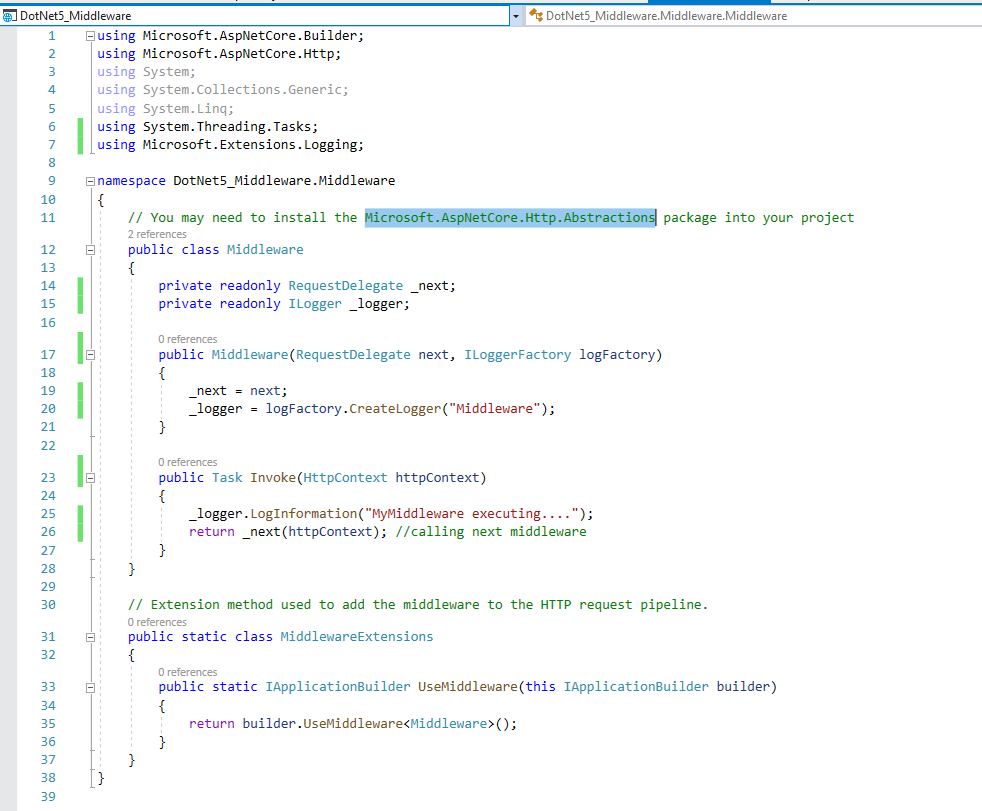 DotNet5_Middleware DotNet5_Middleware.Middleware.Middleware
1 using Microsoft.AspNetCore.Builder;
2 using Microsoft.AspNetCore.Http;
3 using System;
4 using System.Collections.Generic;
5 using System.Linq;
6 using System.Threading.Tasks;
7 using Microsoft.Extensions.Logging;
8
9 namespace DotNet5_Middleware.Middleware
10 {
11 // You may need to install the Microsoft.AspNetCore.Http.Abstractions package into your project
2 references
12 public class Middleware
13 {
14 private readonly RequestDelegate _next;
15 private readonly ILogger _logger;
16
0 references
17 public Middleware(RequestDelegate next, ILoggerFactory logFactory)
18 {
19 _next = next;
20 _logger = logFactory.CreateLogger("Middleware");
21 }
22
0 references
23 public Task Invoke(HttpContext httpContext)
24 {
25 _logger.LogInformation("MyMiddleware executing....");
26 return _next(httpContext); //calling next middleware
27 }
28 }
29
30 // Extension method used to add the middleware to the HTTP request pipeline.
0 references
31 public static class MiddlewareExtensions
32 {
0 references
33 public static IApplicationBuilder UseMiddleware(this IApplicationBuilder builder)
34 {
35 return builder.UseMiddleware<Middleware>();
36 }
37 }
38 }
39